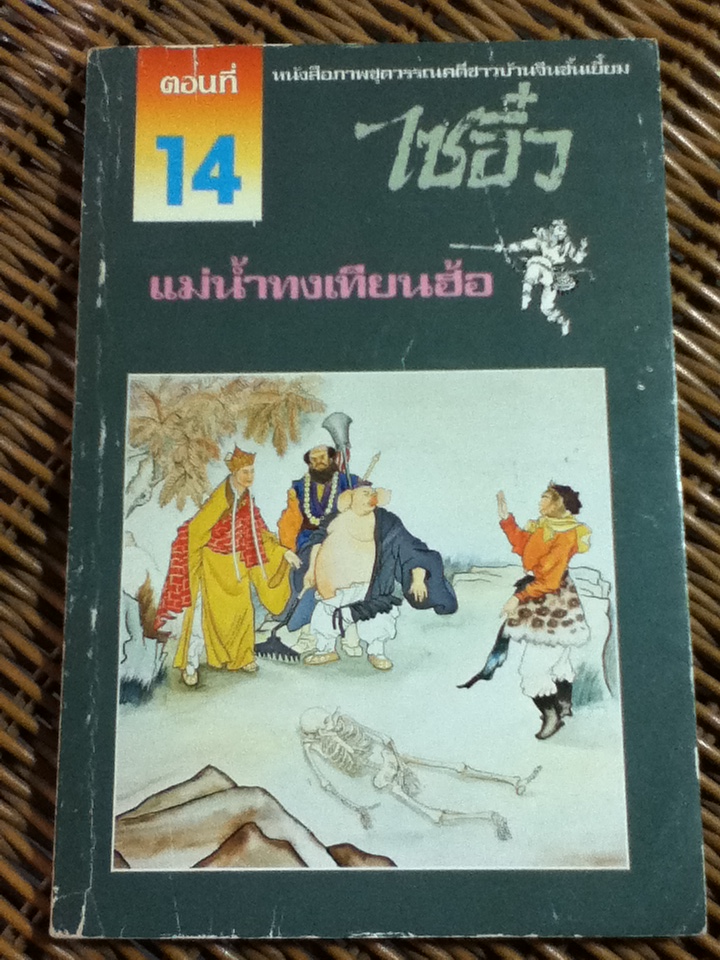 ตอนที่
14
หนังสือภาพชุดวรรณคดีชาวบ้านจีนชั้นเยี่ยม
ไซอิ๋ว
แม่น้ำทงเทียนฮ้อ